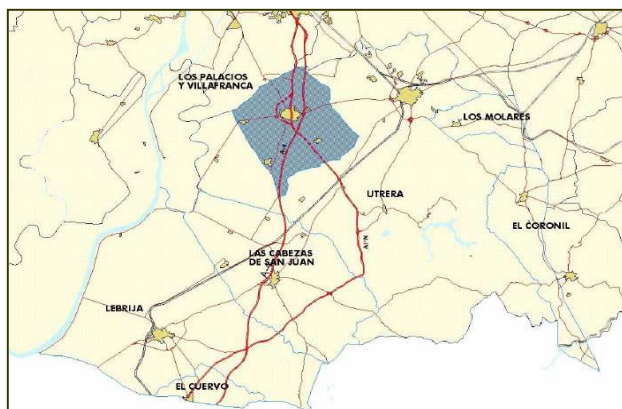 LOS PALACIOS
Y VILLAFRANCA
LOS MOLARES
UTRERA
EL CORONIL
LAS CABEZAS
DE SAN JUAN
LEBRIJA
EL CUERVO